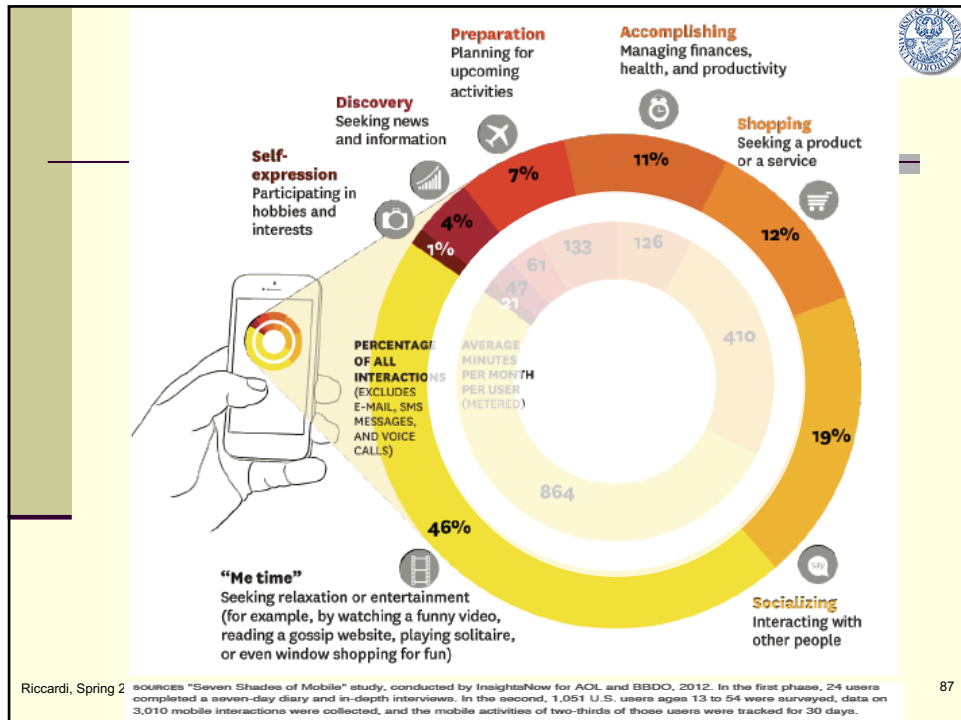 Preparation
Planning for
upcoming
activities
Accomplishing
Managing finances,
health, and productivity
Discovery
Seeking news
and information
Shopping
Seeking a product
or a service
Self-
expression
Participating in
hobbies and
interests
7%
11%
4%
1%
12%
133
126
61
47
21
410
PERCENTAGE
OF ALL
INTERACTIONS
(EXCLUDES
E-MAIL, SMS
MESSAGES,
AND VOICE
CALLS)
AVERAGE
MINUTES
PER MONTH
PER USER
(METERED)
19%
864
46%
say
"Me time"
Seeking relaxation or entertainment
(for example, by watching a funny video,
reading a gossip website, playing solitaire,
or even window shopping for fun)
Socializing
Interacting with
other people
Riccardi, Spring 2
SOURCES "Seven Shades of Mobile" study, conducted by InsightsNow for AOL and BBDO, 2012. In the first phase, 24 users
completed a seven-day diary and in-depth interviews. In the second, 1,051 U.S. users ages 13 to 54 were surveyed, data on
3,010 mobile interactions were collected, and the mobile activities of two-thirds of those users were tracked for 30 days.
87